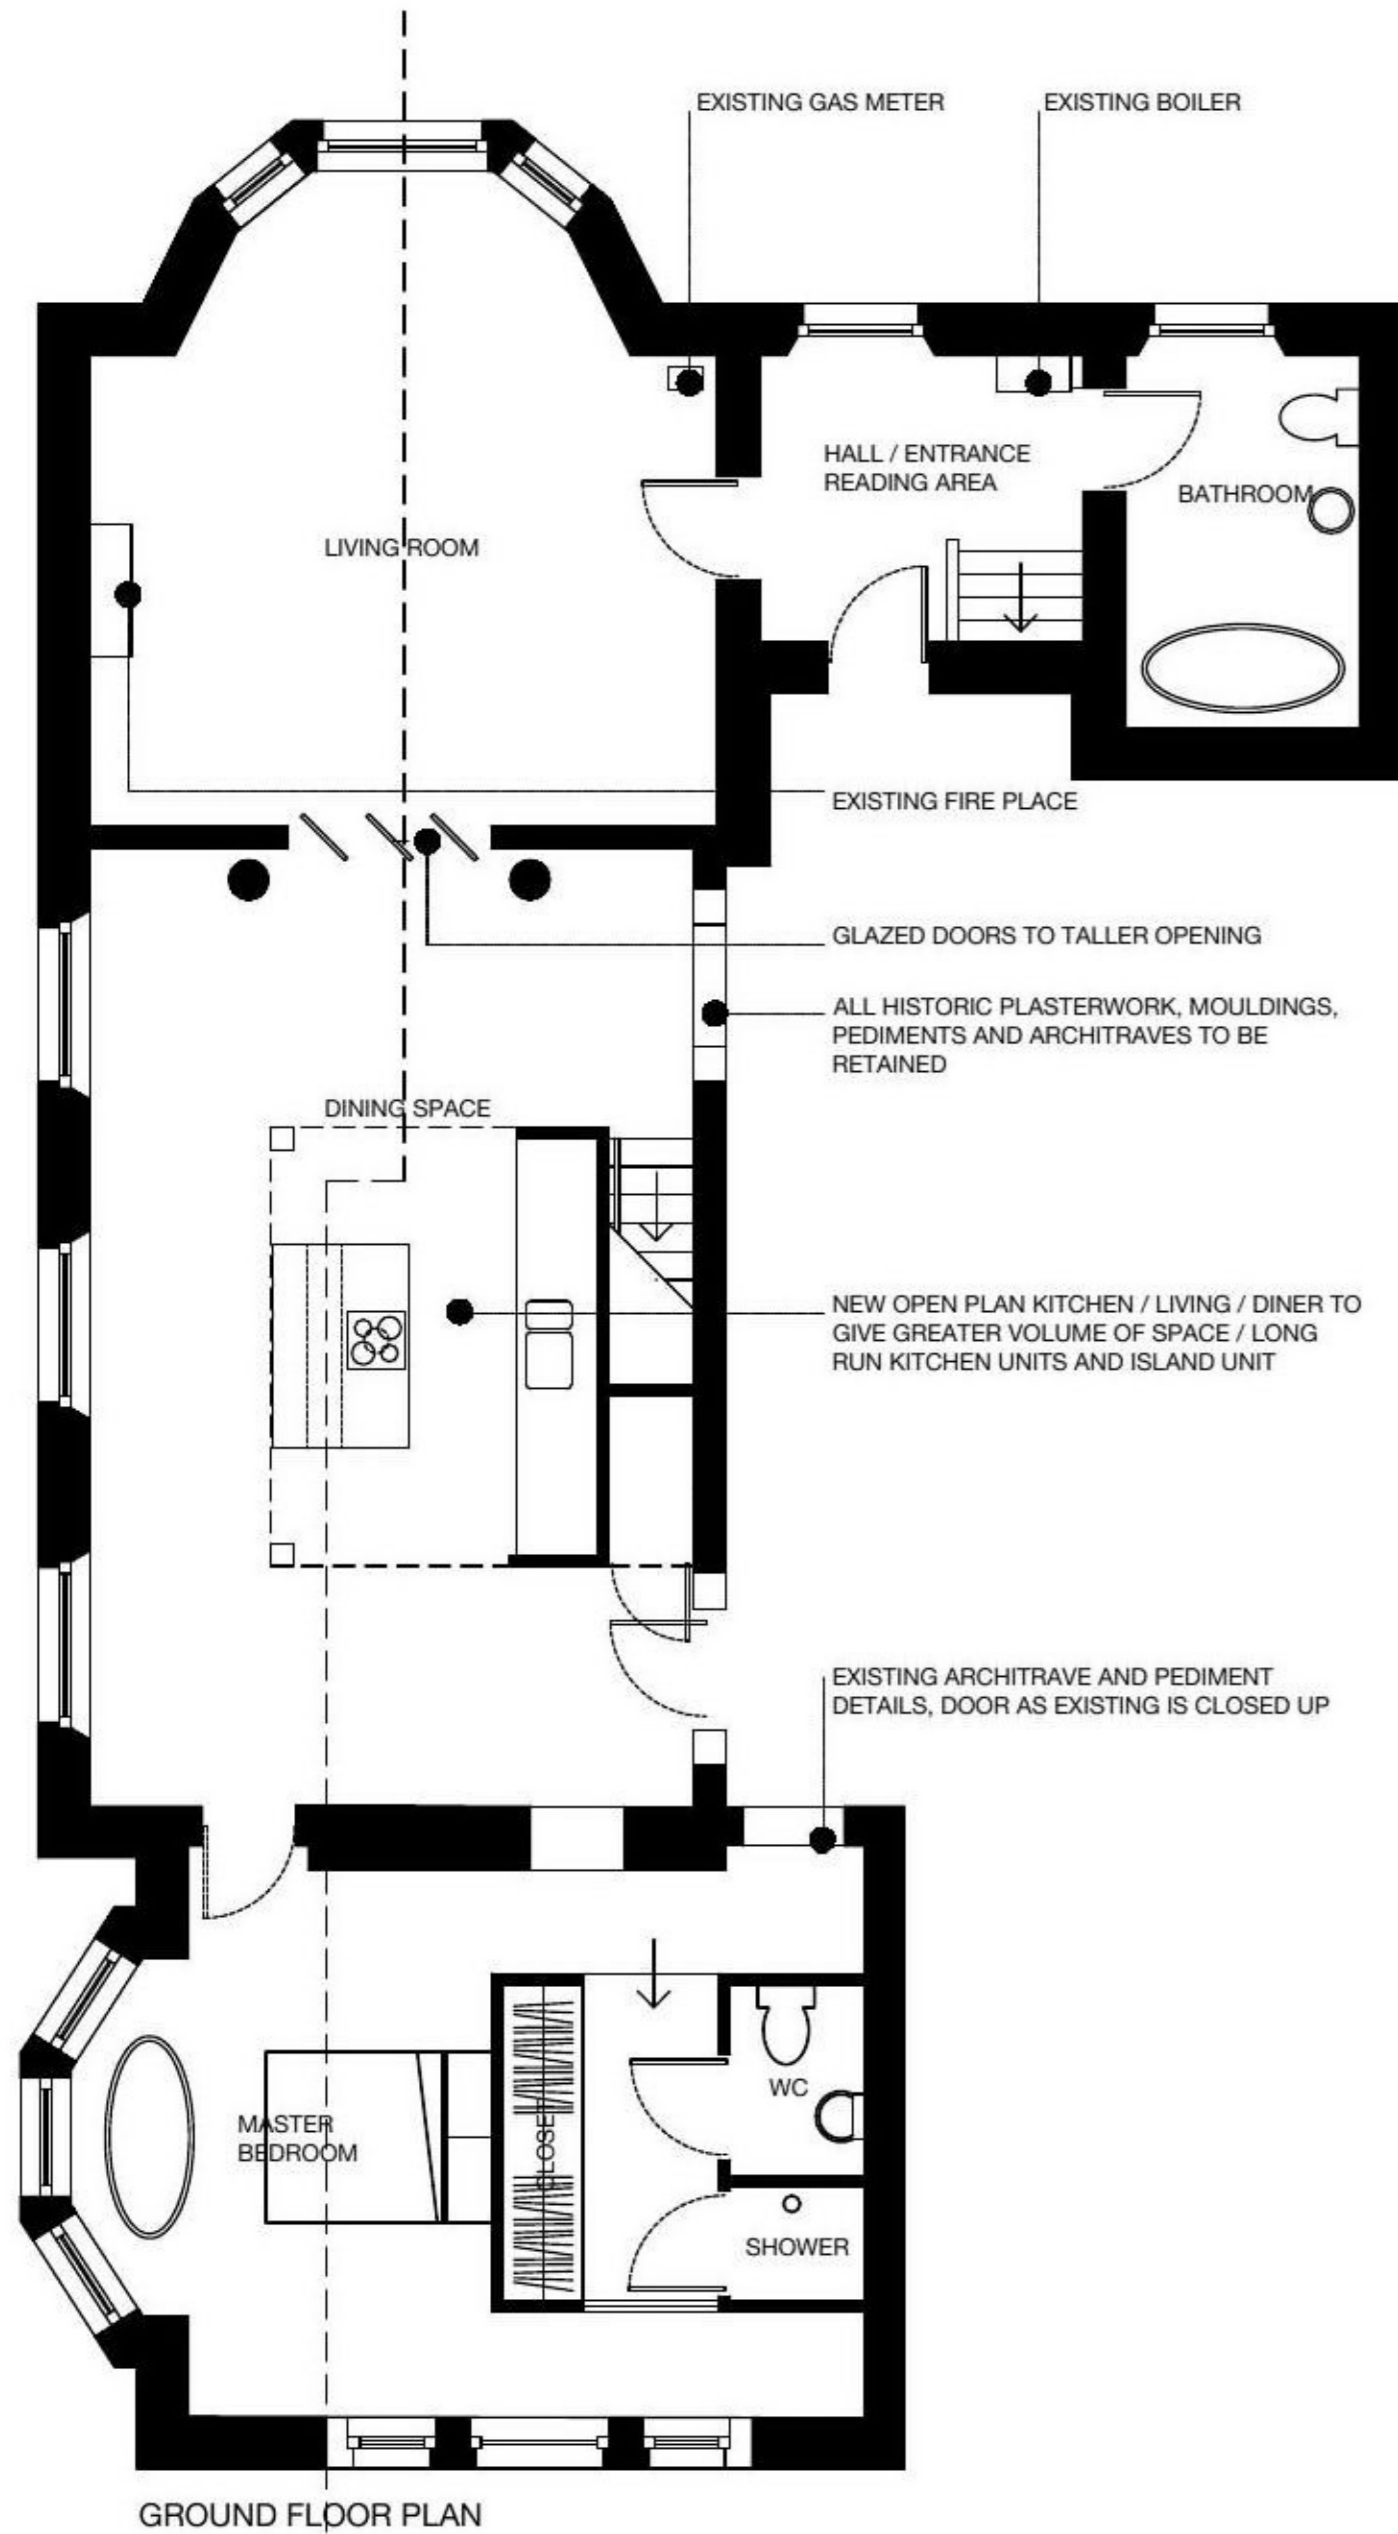 EXISTING GAS METER
EXISTING BOILER
HALL / ENTRANCE
READING AREA
BATHROOM
LIVING ROOM
EXISTING FIRE PLACE
GLAZED DOORS TO TALLER OPENING
ALL HISTORIC PLASTERWORK, MOULDINGS,
PEDIMENTS AND ARCHITRAVES TO BE
RETAINED
DINING SPACE
NEW OPEN PLAN KITCHEN / LIVING / DINER TO
GIVE GREATER VOLUME OF SPACE / LONG
RUN KITCHEN UNITS AND ISLAND UNIT
EXISTING ARCHITRAVE AND PEDIMENT
DETAILS, DOOR AS EXISTING IS CLOSED UP
WC
MASTER
BEDROOM
CLOSET
SHOWER
GROUND FLOOR PLAN